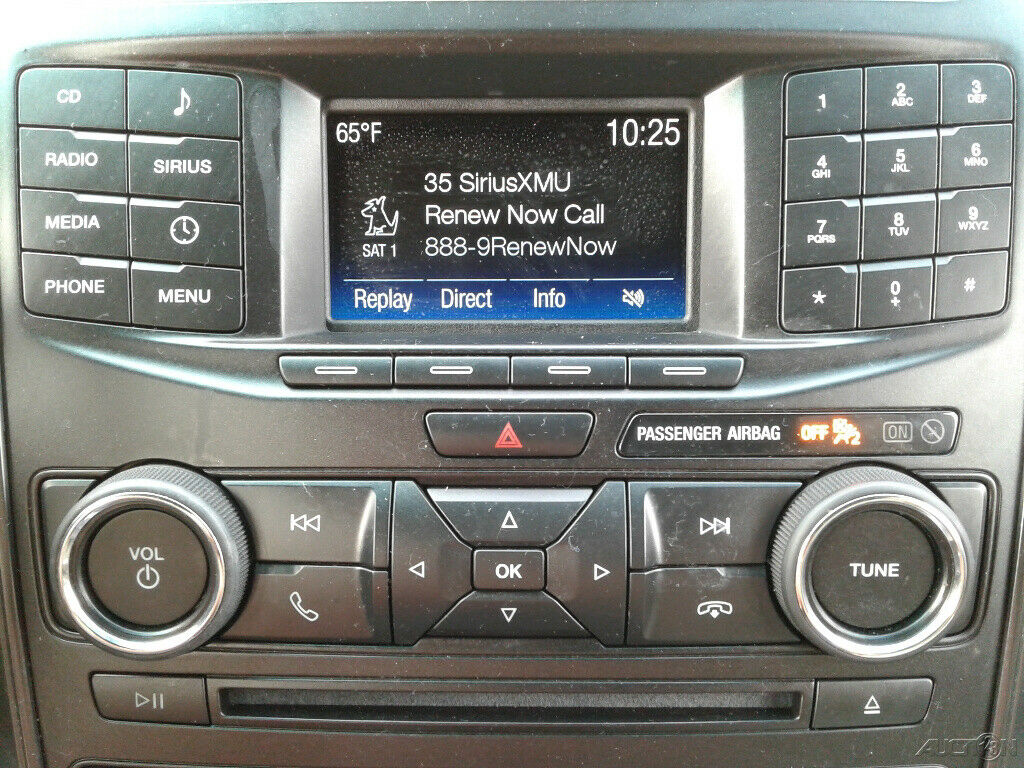 CD
RADIO
SIRIUS
MEDIA
PHONE
MENU
65°F
10:25
35 SiriusXMU
Renew Now Call
SAT 1
888-9RenewNow
Replay Direct Info
1
2 ABC
3 DEF
4 GHI
5 JKL
6 MNO
7 PQRS
8 TUV
9 WXYZ
*
0 +
#
PASSENGER AIRBAG OFF ON
VOL
OK
TUNE
AUCTION